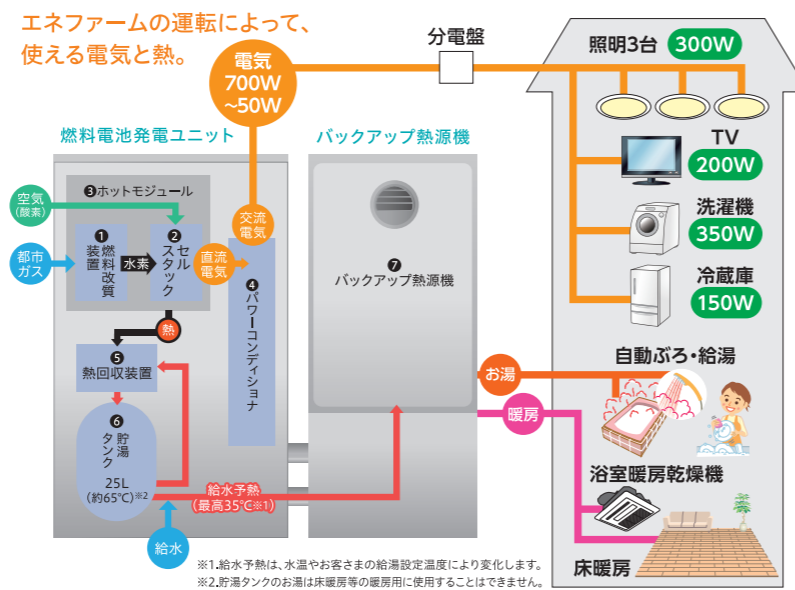 エネファームの運転によって、
使える電気と熱。
電気
700W
~50W
分電盤
照明3台 300W
TV
200W
洗濯機
350W
冷蔵庫
150W
燃料電池発電ユニット
バックアップ熱源機
❸ホットモジュール
空気
(酸素)
都市
ガス
❶
燃料改質
装置
水素
❷
セル
スタック
直流
電気
交流
電気
❹
パワーコンディショナ
熱
❺
熱回収装置
❻
貯湯
タンク
25L
(約65℃)※2
給水
給水予熱
(最高35℃※1)
❼
バックアップ熱源機
お湯
暖房
自動ぶろ・給湯
浴室暖房乾燥機
床暖房
※1.給水予熱は、水温やお客さまの給湯設定温度により変化します。
※2.貯湯タンクのお湯は床暖房等の暖房用に使用することはできません。